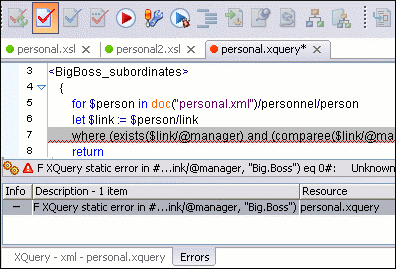 personal.xsl personal2.xsl personal.xquery*
3 <BigBoss_subordinates>
4 {
5 for $person in doc("personal.xml")/personnel/person
6 let $link := $person/link
7 where (exists($link/@manager) and (comparee($link/@ma
8 return
F XQuery static error in #...ink/@manager, "Big.Boss") eq 0#: Unknown
Info Description - 1 item Resource
F XQuery static error in #...ink/@manager, "Big.Boss") personal.xquery
XQuery - xml - personal.xquery Errors